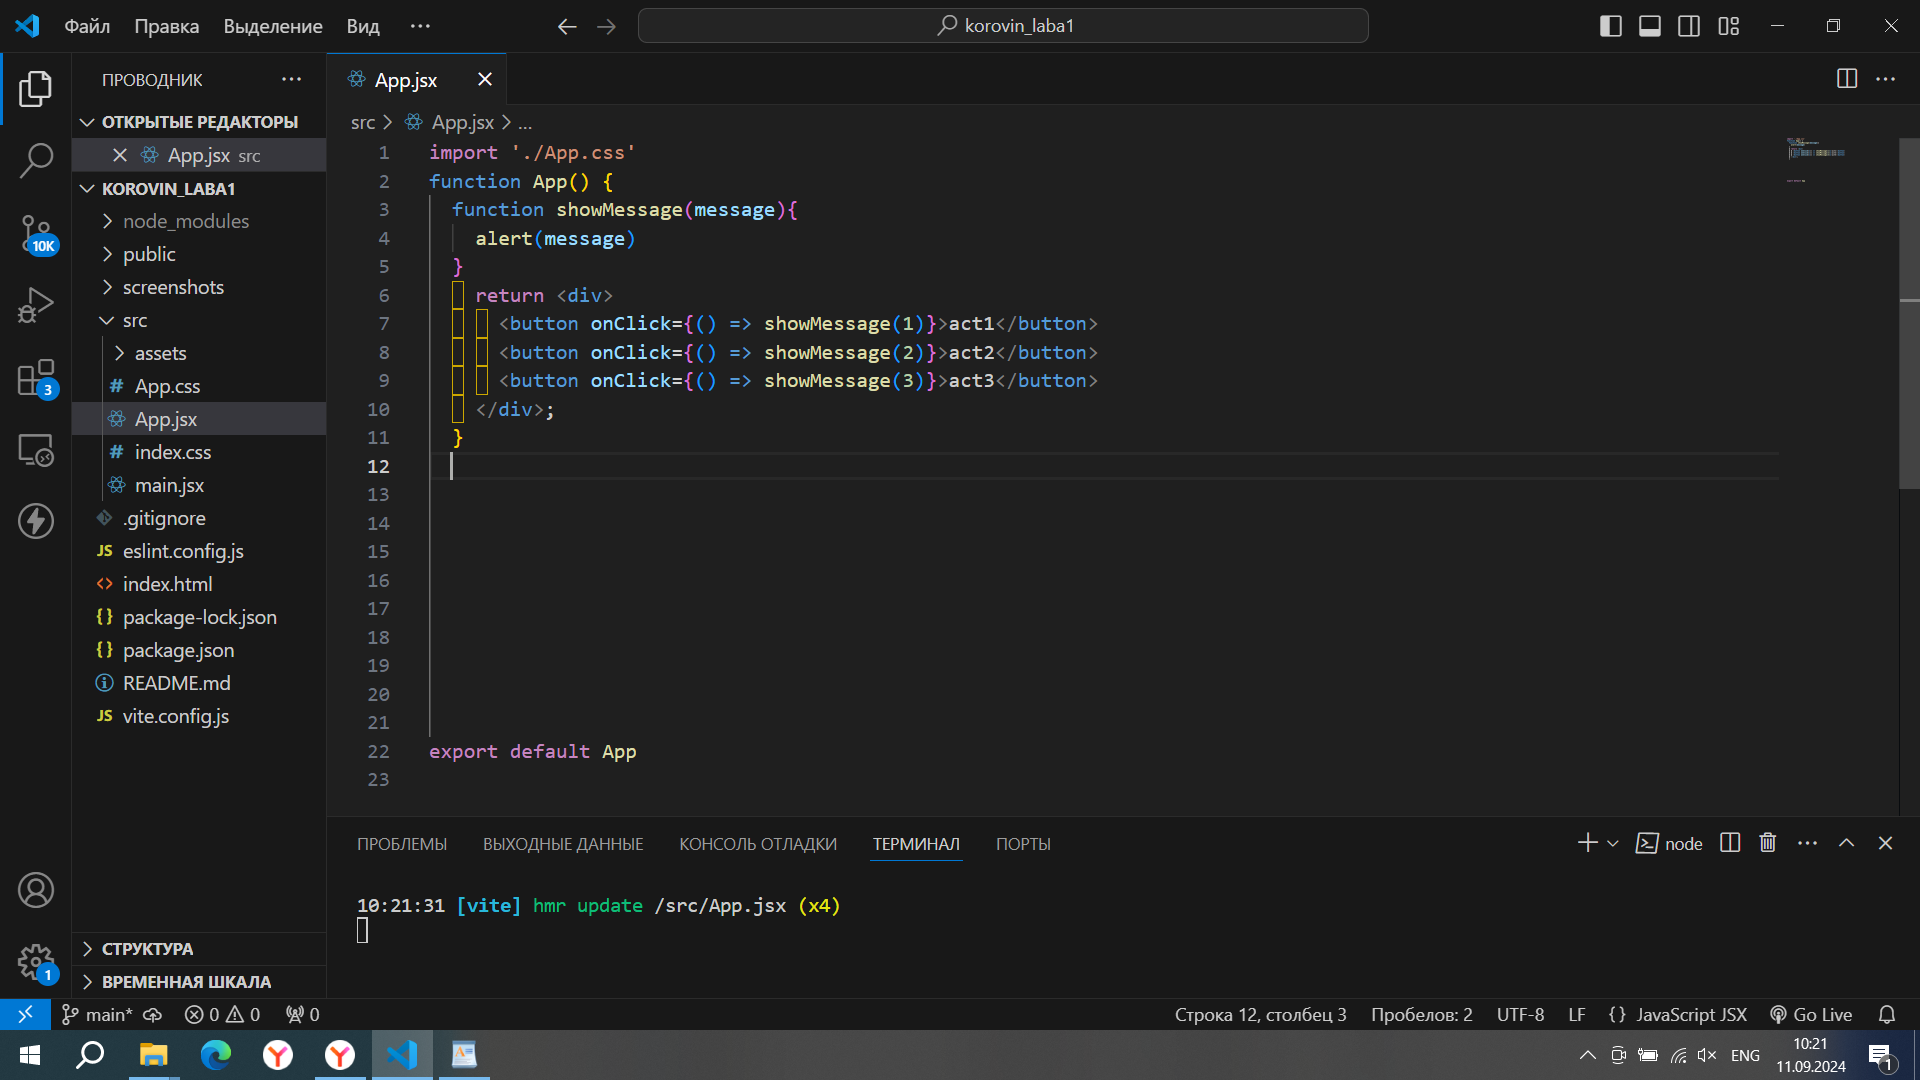 Файл Правка Выделение Вид ··· korovin_laba1
ПРОВОДНИК ···
ОТКРЫТЫЕ РЕДАКТОРЫ
App.jsx src
KOROVIN_LABA1
node_modules
public
screenshots
src
assets
# App.css
App.jsx
# index.css
main.jsx
.gitignore
JS eslint.config.js
<> index.html
{} package-lock.json
{} package.json
README.md
JS vite.config.js
СТРУКТУРА
ВРЕМЕННАЯ ШКАЛА
10K
3
1
App.jsx
src > App.jsx > ...
1 import './App.css'
2 function App() {
3 function showMessage(message){
4 alert(message)
5 }
6 return <div>
7 <button onClick={() => showMessage(1)}>act1</button>
8 <button onClick={() => showMessage(2)}>act2</button>
9 <button onClick={() => showMessage(3)}>act3</button>
10 </div>;
11 }
12
13
14
15
16
17
18
19
20
21
22 export default App
23
ПРОБЛЕМЫ ВЫХОДНЫЕ ДАННЫЕ КОНСОЛЬ ОТЛАДКИ ТЕРМИНАЛ ПОРТЫ node
10:21:31 [vite] hmr update /src/App.jsx (x4)
main* 0 0 0 Строка 12, столбец 3 Пробелов: 2 UTF-8 LF {} JavaScript JSX Go Live
ENG 10:21
11.09.2024
1